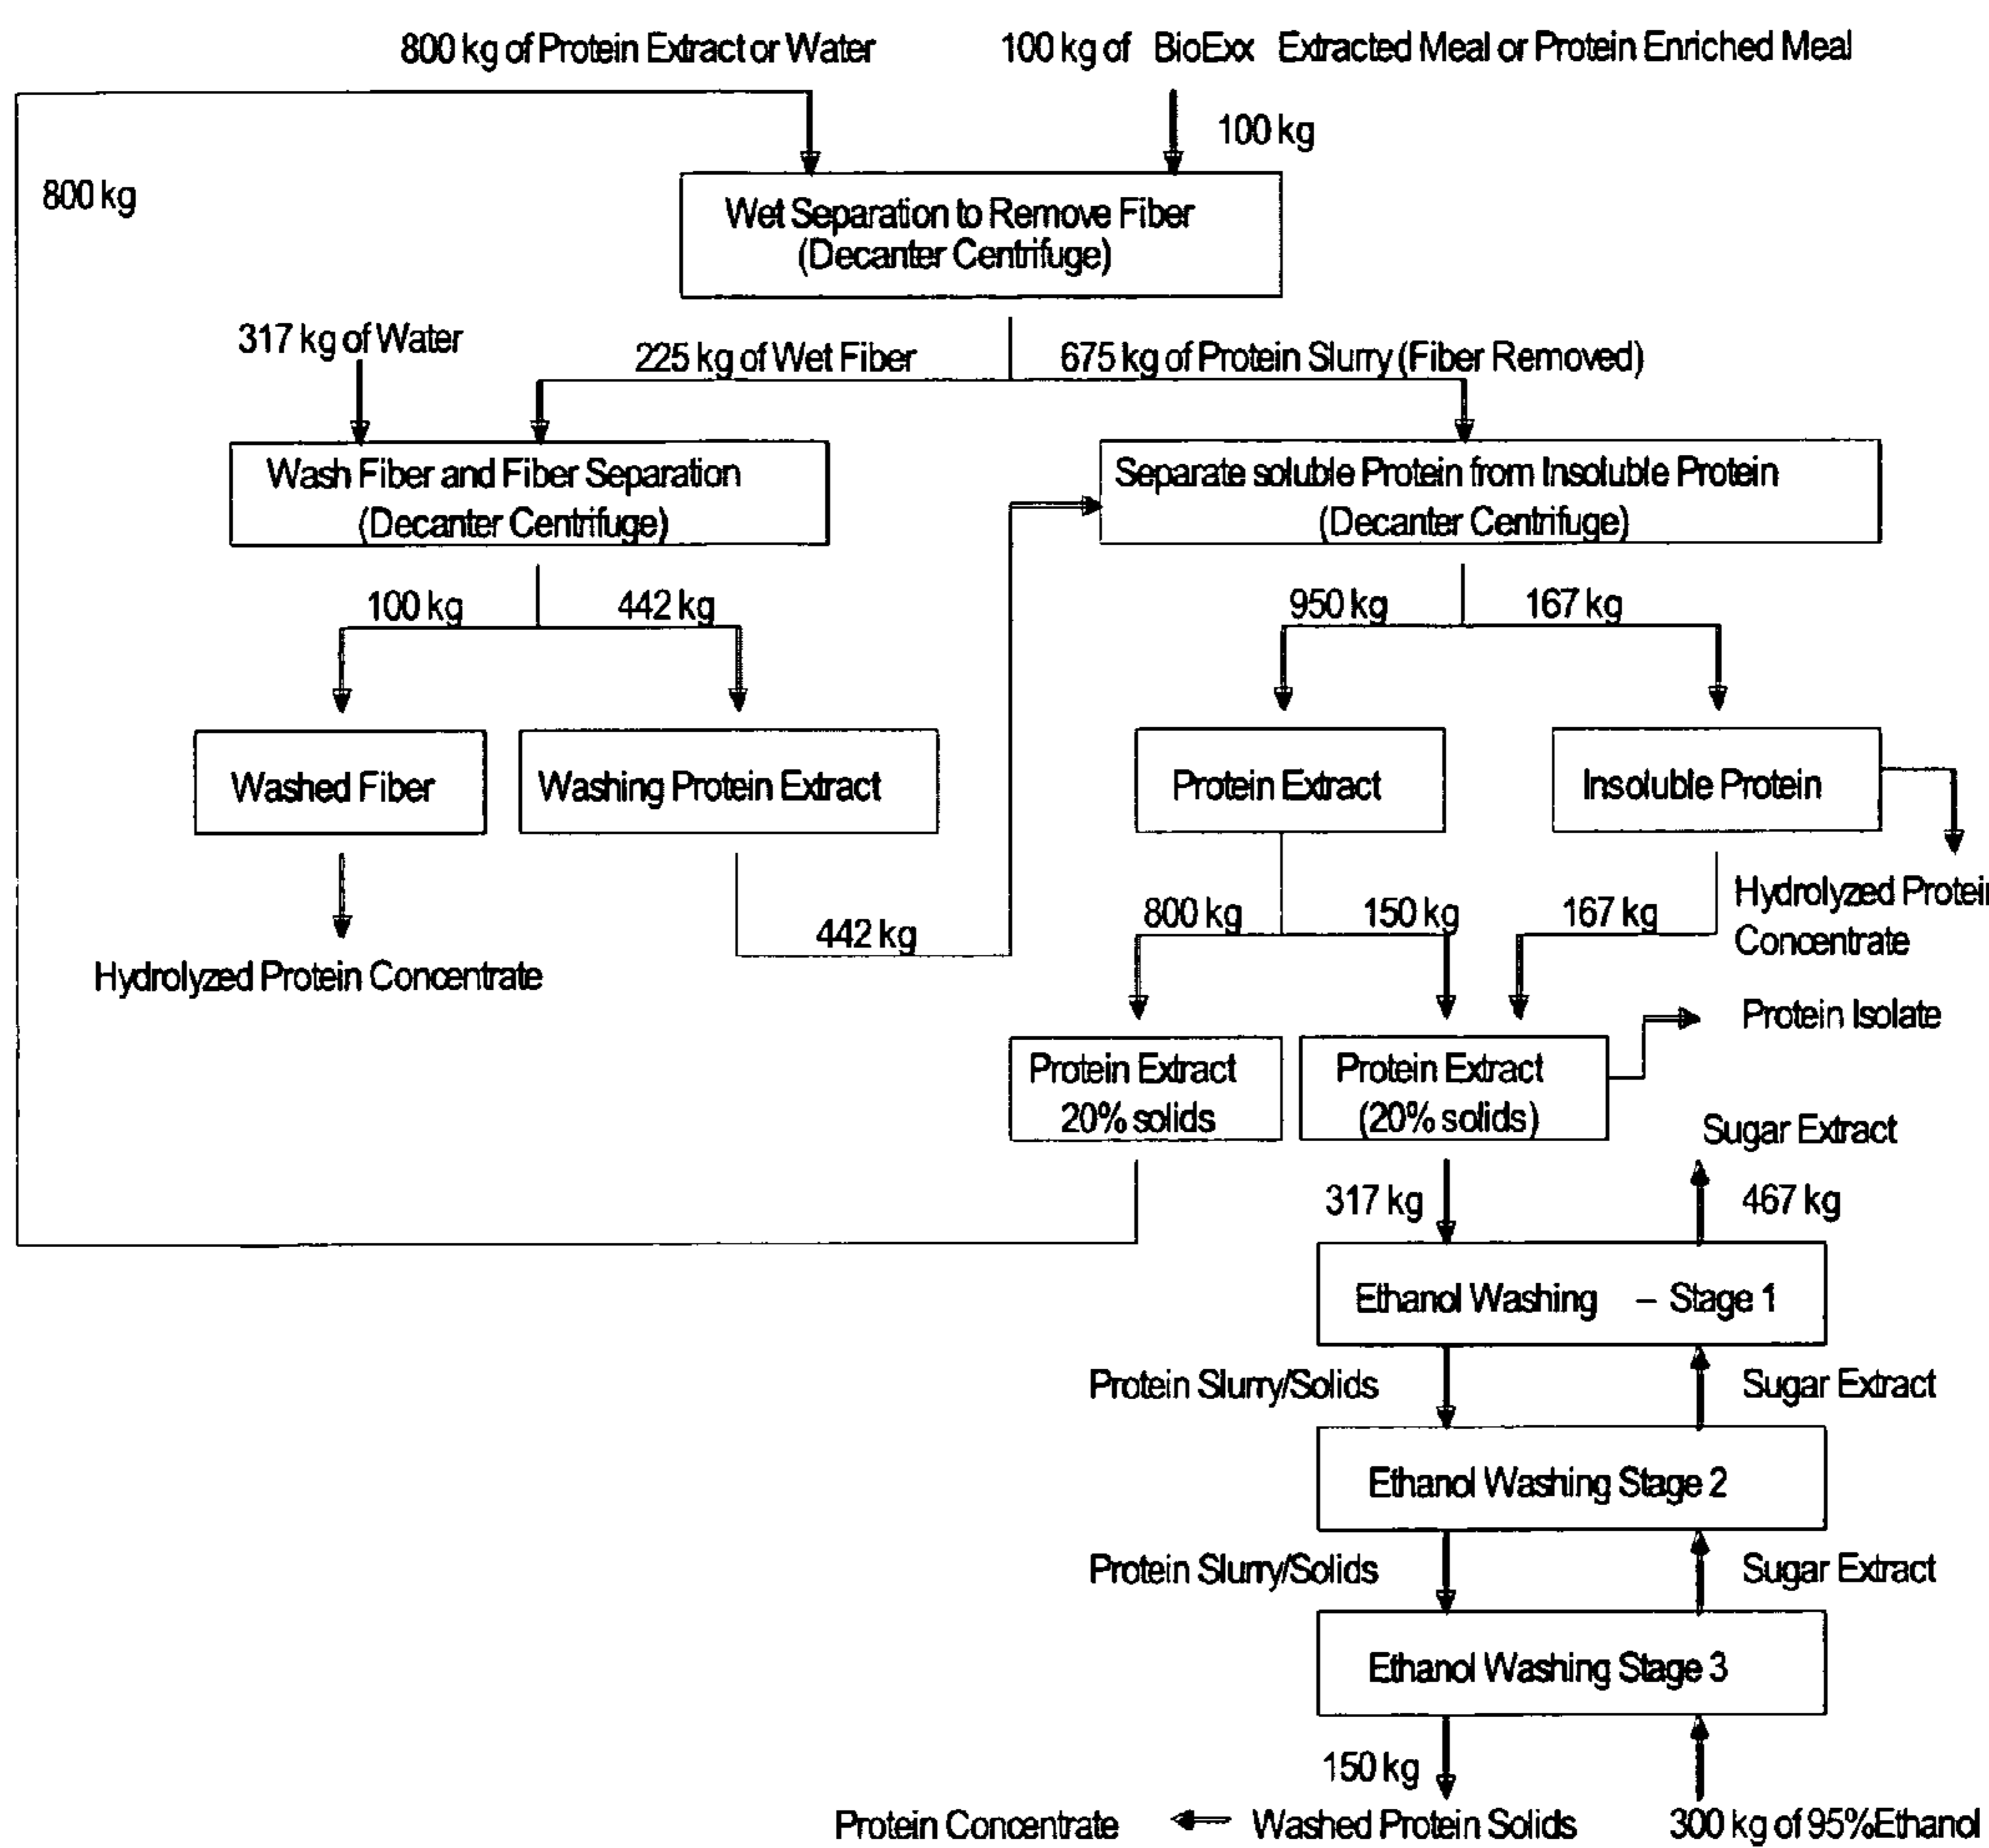 800 kg of Protein Extract or Water
100 kg of BioExx Extracted Meal or Protein Enriched Meal
100 kg
800 kg
Wet Separation to Remove Fiber
(Decanter Centrifuge)
317 kg of Water
225 kg of Wet Fiber
675 kg of Protein Slurry (Fiber Removed)
Wash Fiber and Fiber Separation
(Decanter Centrifuge)
Separate soluble Protein from Insoluble Protein
(Decanter Centrifuge)
100 kg
442 kg
950 kg
167 kg
Washed Fiber
Washing Protein Extract
Protein Extract
Insoluble Protein
800 kg
150 kg
167 kg
Hydrolyzed Protein
Concentrate
442 kg
Hydrolyzed Protein Concentrate
Protein Isolate
Protein Extract
20% solids
Protein Extract
(20% solids)
Sugar Extract
317 kg
467 kg
Ethanol Washing – Stage 1
Protein Slurry/Solids
Sugar Extract
Ethanol Washing Stage 2
Protein Slurry/Solids
Sugar Extract
Ethanol Washing Stage 3
150 kg
Protein Concentrate
Washed Protein Solids
300 kg of 95% Ethanol